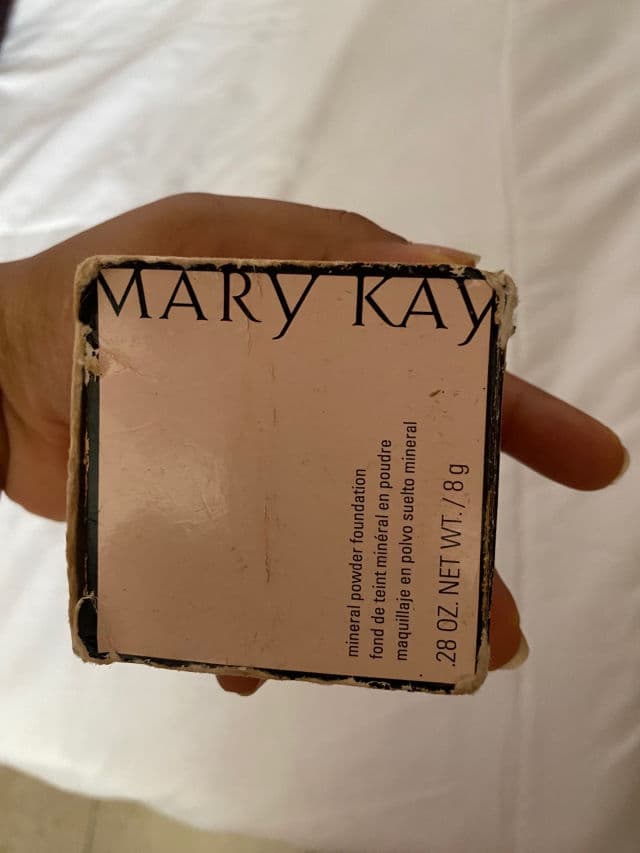 MARY KAY
mineral powder foundation
fond de teint minéral en poudre
maquillaje en polvo suelto mineral
.28 OZ. NET WT. / 8 g